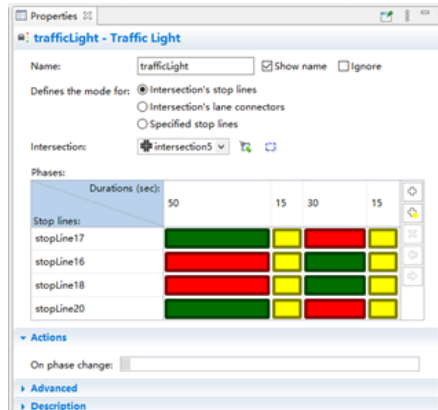 Properties
trafficLight - Traffic Light
Name: trafficLight Show name Ignore
Defines the mode for: Intersection's stop lines
Intersection's lane connectors
Specified stop lines
Intersection: intersection5
Phases:
Durations (sec): 50 15 30 15
Stop lines:
stopLine17
stopLine16
stopLine18
stopLine20
Actions
On phase change:
Advanced
Description